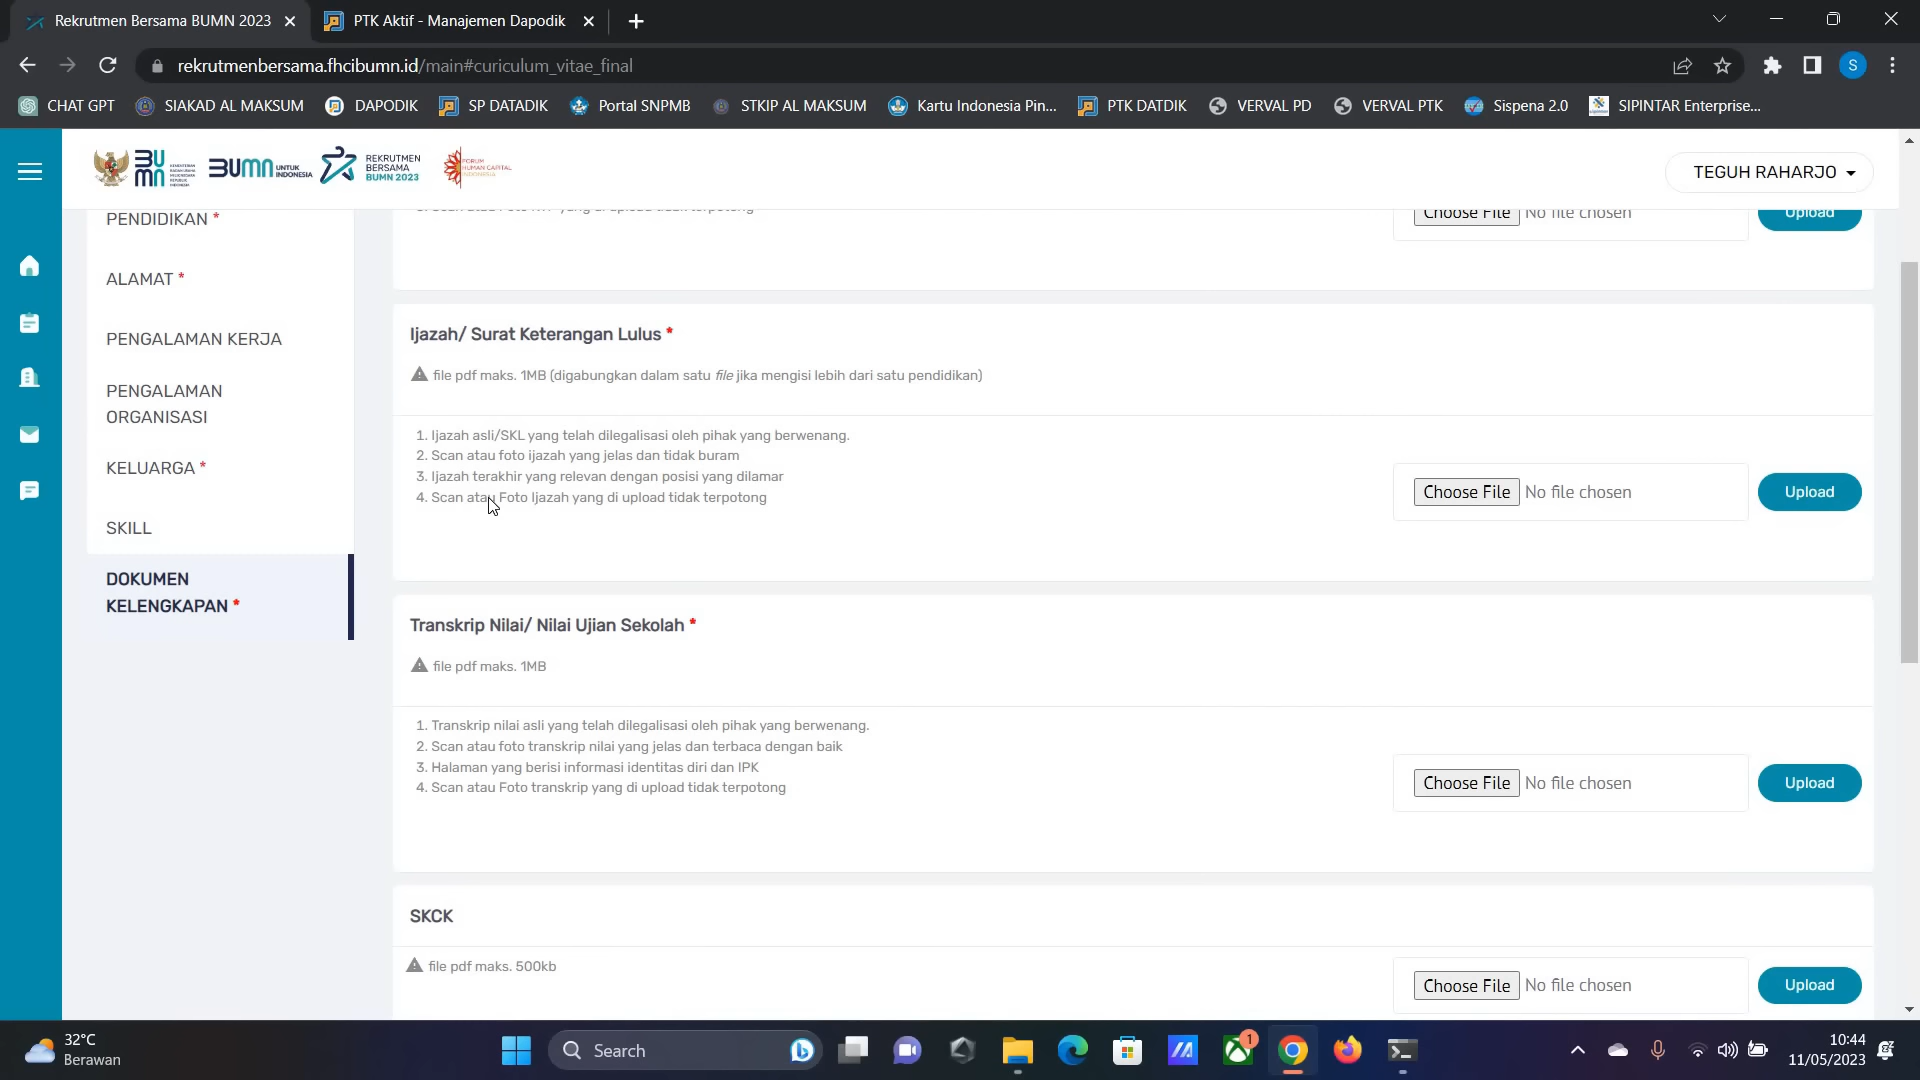 Rekrutmen Bersama BUMN 2023
PTK Aktif - Manajemen Dapodik
rekrutmenbersama.fhcibumn.id/main#curiculum_vitae_final
S
CHAT GPT
SIAKAD AL MAKSUM
DAPODIK
SP DATADIK
Portal SNPMB
STKIP AL MAKSUM
Kartu Indonesia Pin...
PTK DATDIK
VERVAL PD
VERVAL PTK
Sispena 2.0
SIPINTAR Enterprise...
BUMN
BUMN UNTUK INDONESIA
REKRUTMEN BERSAMA BUMN 2023
FORUM HUMAN CAPITAL INDONESIA
TEGUH RAHARJO
PENDIDIKAN *
ALAMAT *
PENGALAMAN KERJA
PENGALAMAN
ORGANISASI
KELUARGA *
SKILL
DOKUMEN
KELENGKAPAN *
Choose File No file chosen
Upload
Ijazah/ Surat Keterangan Lulus *
file pdf maks. 1MB (digabungkan dalam satu file jika mengisi lebih dari satu pendidikan)
1. Ijazah asli/SKL yang telah dilegalisasi oleh pihak yang berwenang.
2. Scan atau foto ijazah yang jelas dan tidak buram
3. Ijazah terakhir yang relevan dengan posisi yang dilamar
4. Scan atau Foto Ijazah yang di upload tidak terpotong
Choose File No file chosen
Upload
Transkrip Nilai/ Nilai Ujian Sekolah *
file pdf maks. 1MB
1. Transkrip nilai asli yang telah dilegalisasi oleh pihak yang berwenang.
2. Scan atau foto transkrip nilai yang jelas dan terbaca dengan baik
3. Halaman yang berisi informasi identitas diri dan IPK
4. Scan atau Foto transkrip yang di upload tidak terpotong
Choose File No file chosen
Upload
SKCK
file pdf maks. 500kb
Choose File No file chosen
Upload
32°C
Berawan
Search
1
10:44
11/05/2023